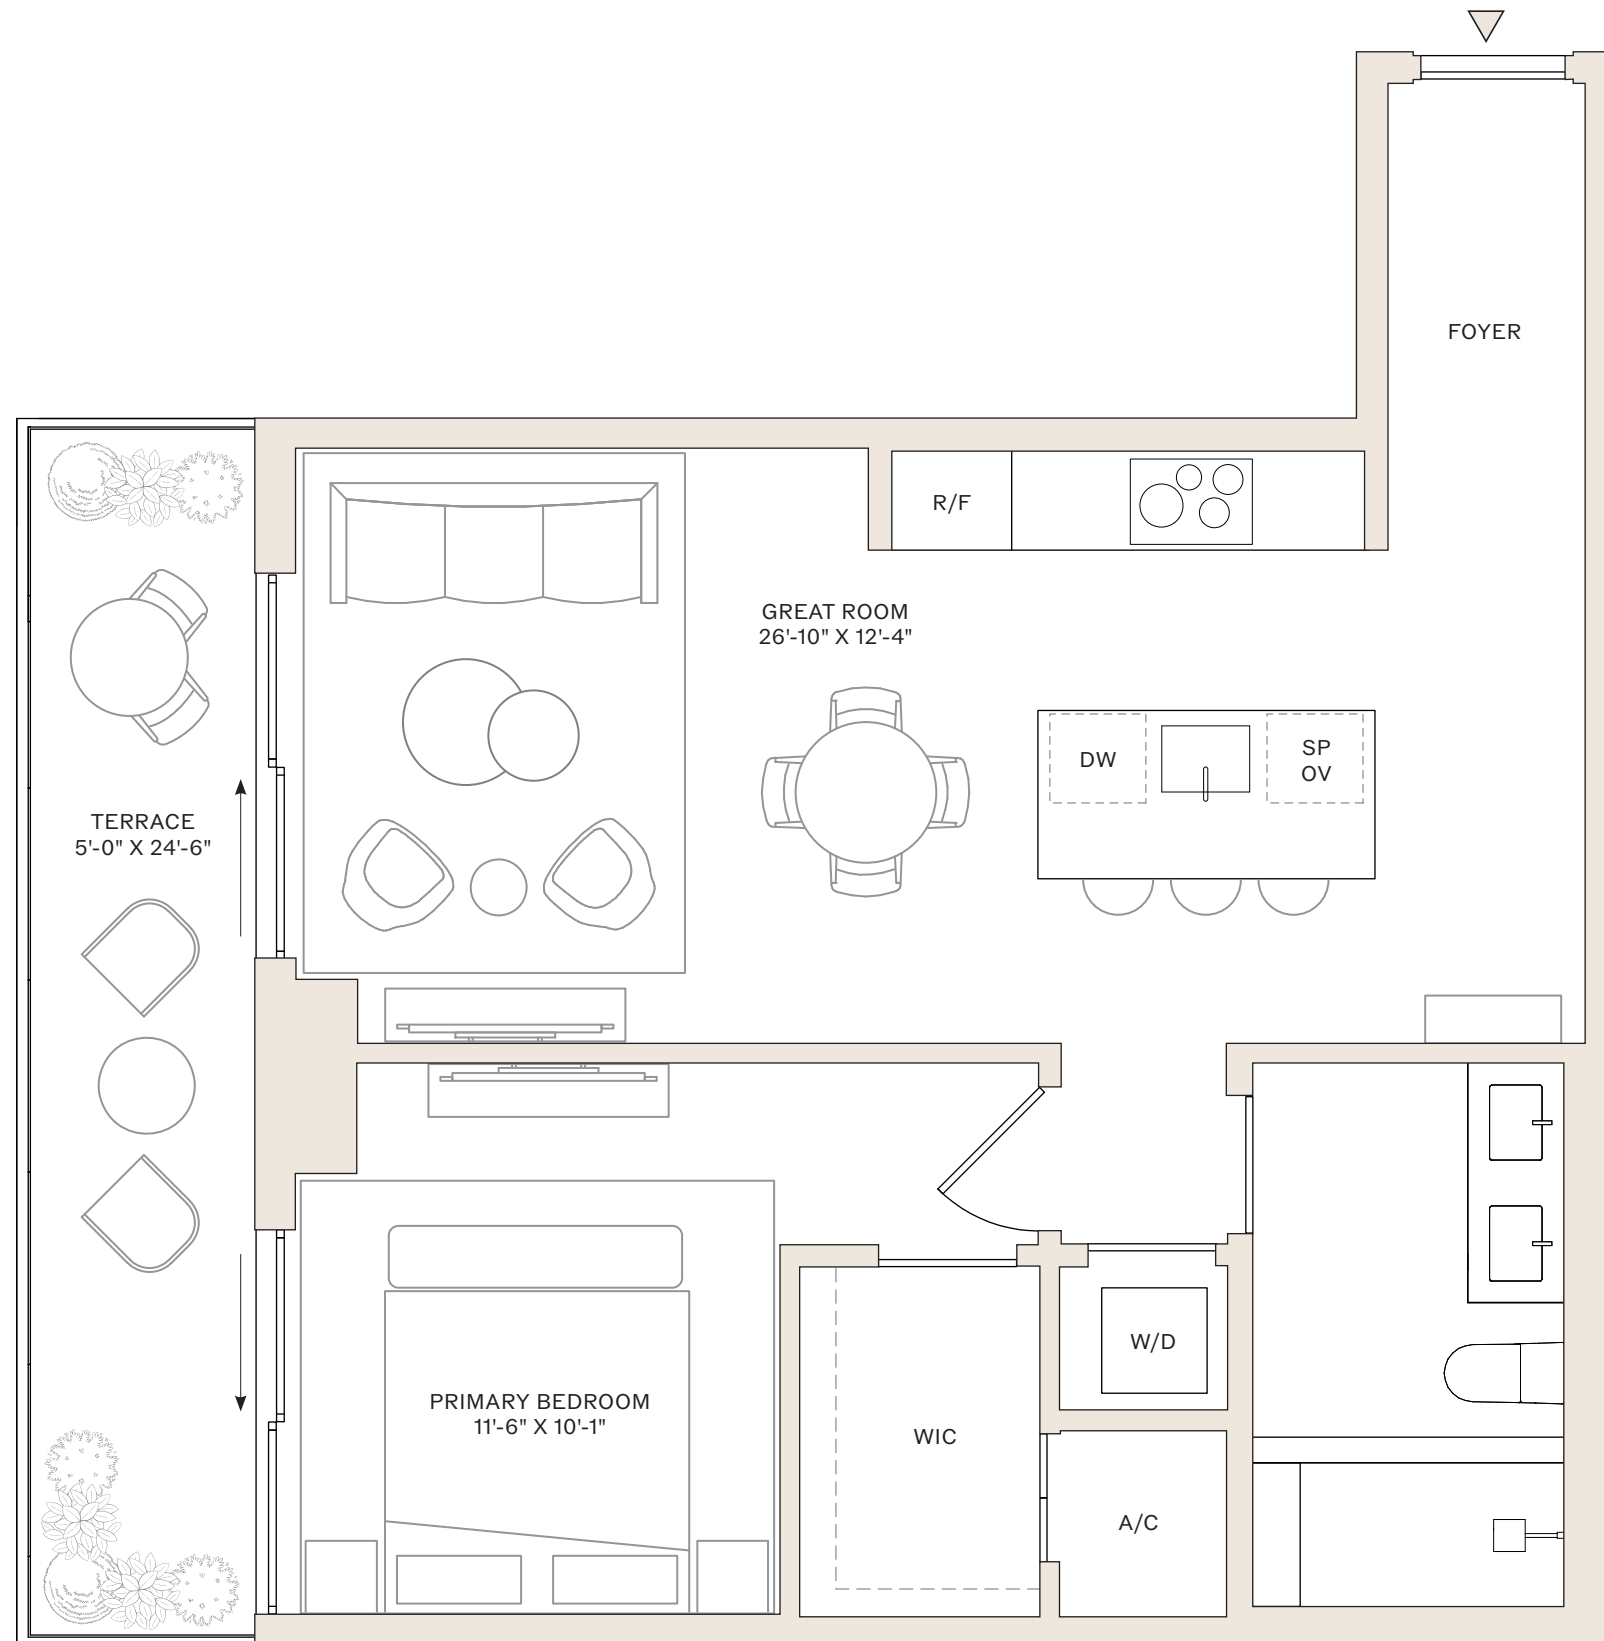 FOYER
R/F
GREAT ROOM
26'-10" X 12'-4"
DW
SP
OV
TERRACE
5'-0" X 24'-6"
W/D
PRIMARY BEDROOM
11'-6" X 10'-1"
WIC
A/C